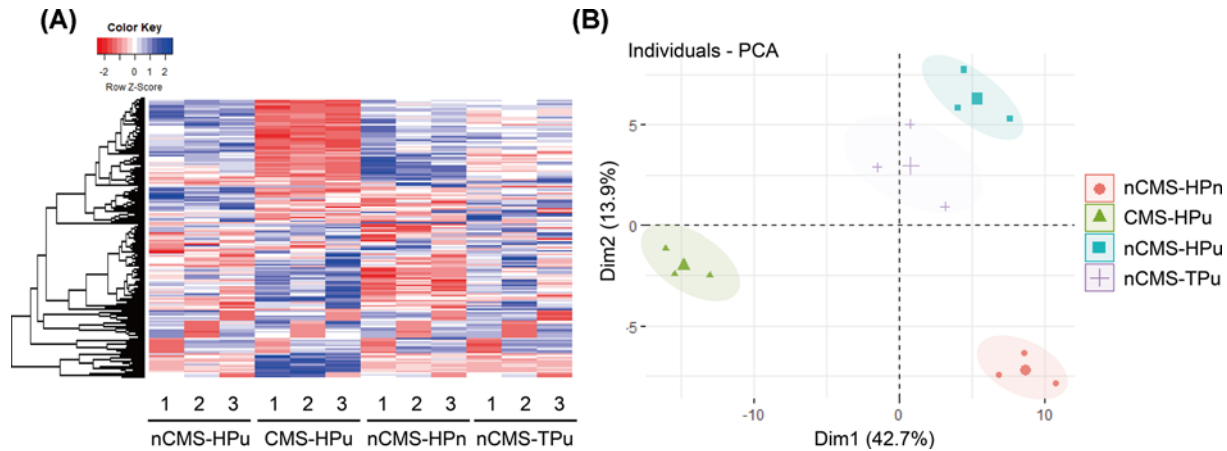 (A)
Color Key
-2 0 1 2
Row Z-Score
1 2 3 1 2 3 1 2 3 1 2 3
nCMS-HPu CMS-HPu nCMS-HPn nCMS-TPu
(B)
Individuals - PCA
Dim2 (13.9%)
5
0
-5
-10 0 10
Dim1 (42.7%)
nCMS-HPn
CMS-HPu
nCMS-HPu
nCMS-TPu